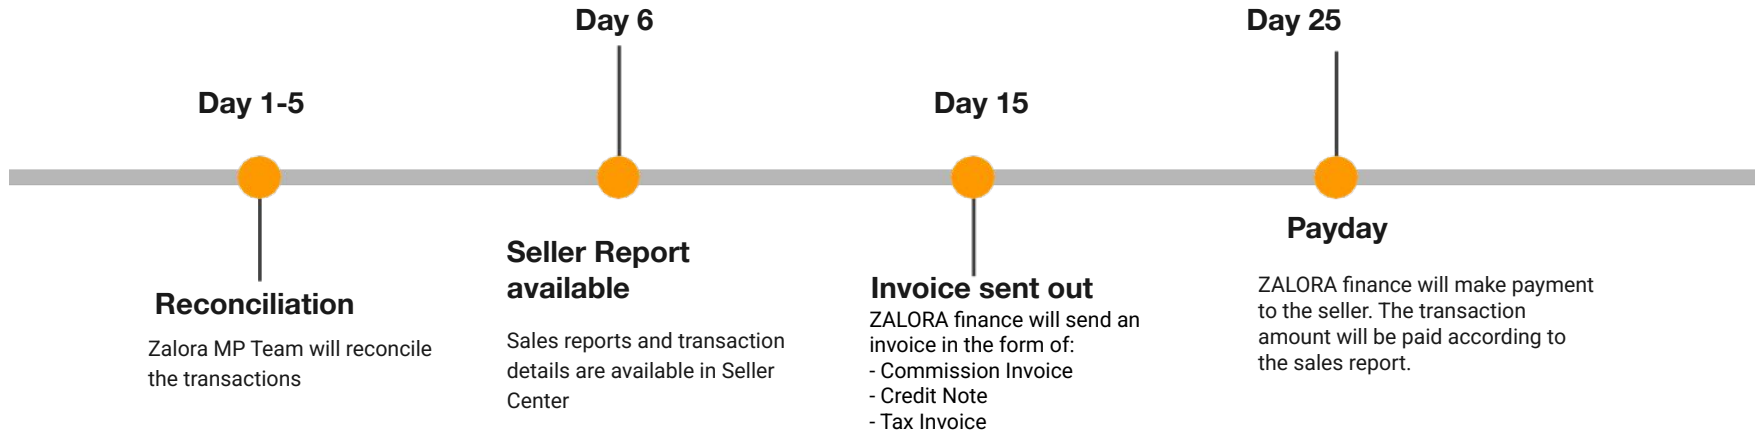 Day 1-5
Reconciliation
Zalora MP Team will reconcile
the transactions
Day 6
Seller Report
available
Sales reports and transaction
details are available in Seller
Center
Day 15
Invoice sent out
ZALORA finance will send an
invoice in the form of:
- Commission Invoice
- Credit Note
- Tax Invoice
Day 25
Payday
ZALORA finance will make payment
to the seller. The transaction
amount will be paid according to
the sales report.